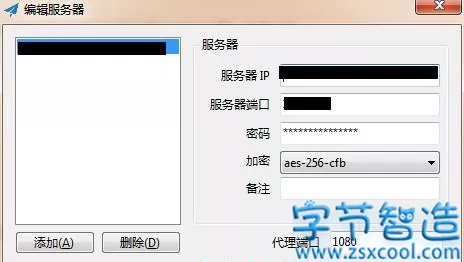 编辑服务器
服务器
服务器 IP
服务器端口
密码
***************
加密
aes-256-cfb
备注
添加(A)
删除(D)
代理端口
1080
字节智造
www.zsxcool.com